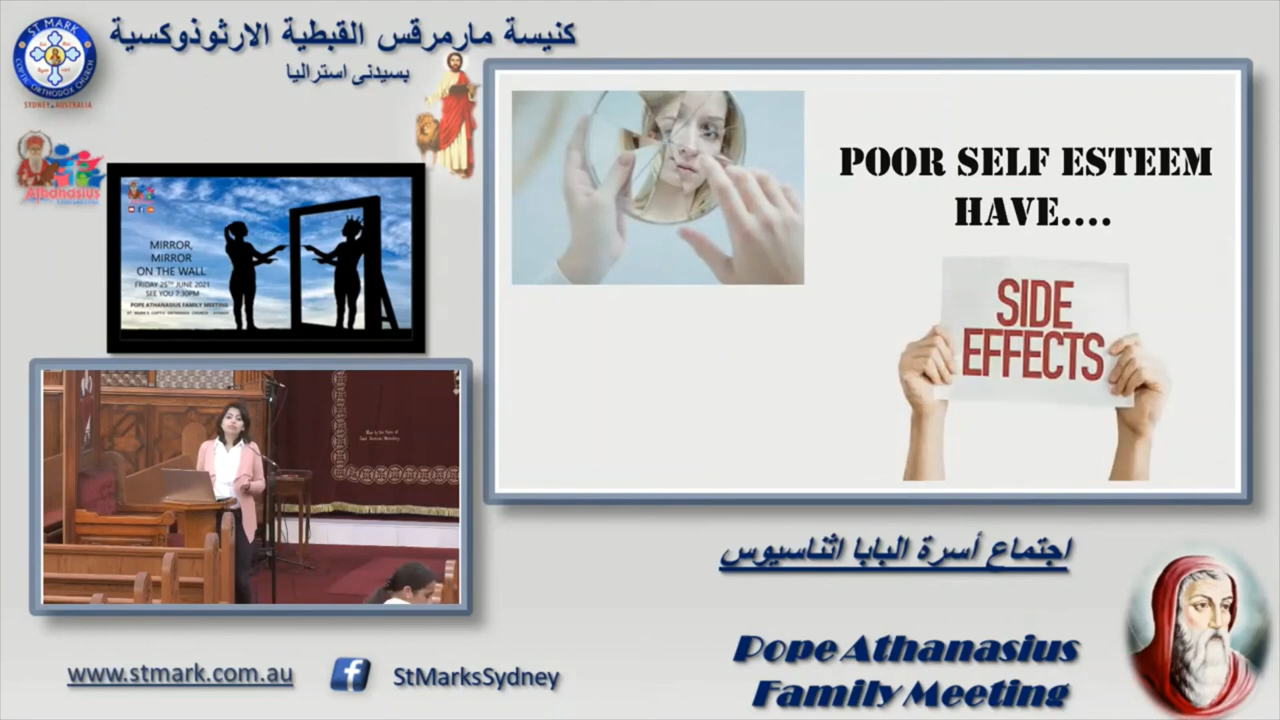 كنيسة مارمرقس القبطية الارثوذوكسية
بسيدنى استراليا
ST MARK
COPTIC ORTHODOX CHURCH
SYDNEY AUSTRALIA
Athanasius
MIRROR,
MIRROR
ON THE WALL
FRIDAY 25TH JUNE 2021
SEE YOU 7:30PM
POPE ATHANASIUS FAMILY MEETING
ST MARK'S COPTIC ORTHODOX CHURCH - SYDNEY
POOR SELF ESTEEM
HAVE....
SIDE
EFFECTS
اجتماع أسرة البابا اثناسيوس
Pope Athanasius
Family Meeting
www.stmark.com.au
StMarksSydney